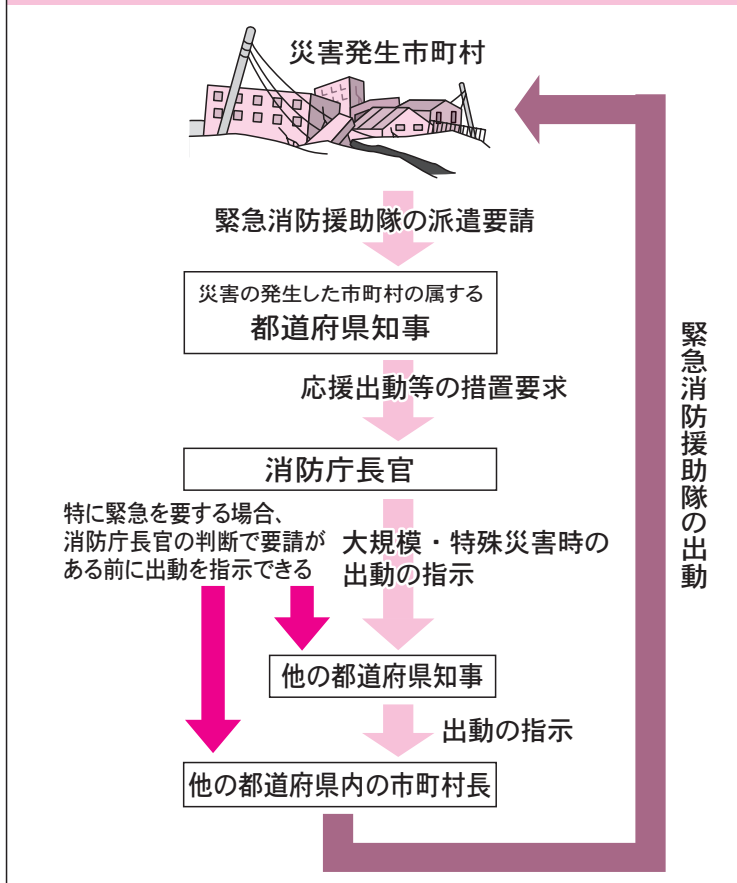 災害発生市町村
緊急消防援助隊の派遣要請
災害の発生した市町村の属する
都道府県知事
応援出動等の措置要求
消防庁長官
特に緊急を要する場合、
消防庁長官の判断で要請が
ある前に出動を指示できる
大規模・特殊災害時の
出動の指示
他の都道府県知事
出動の指示
他の都道府県内の市町村長
緊急消防援助隊の出動